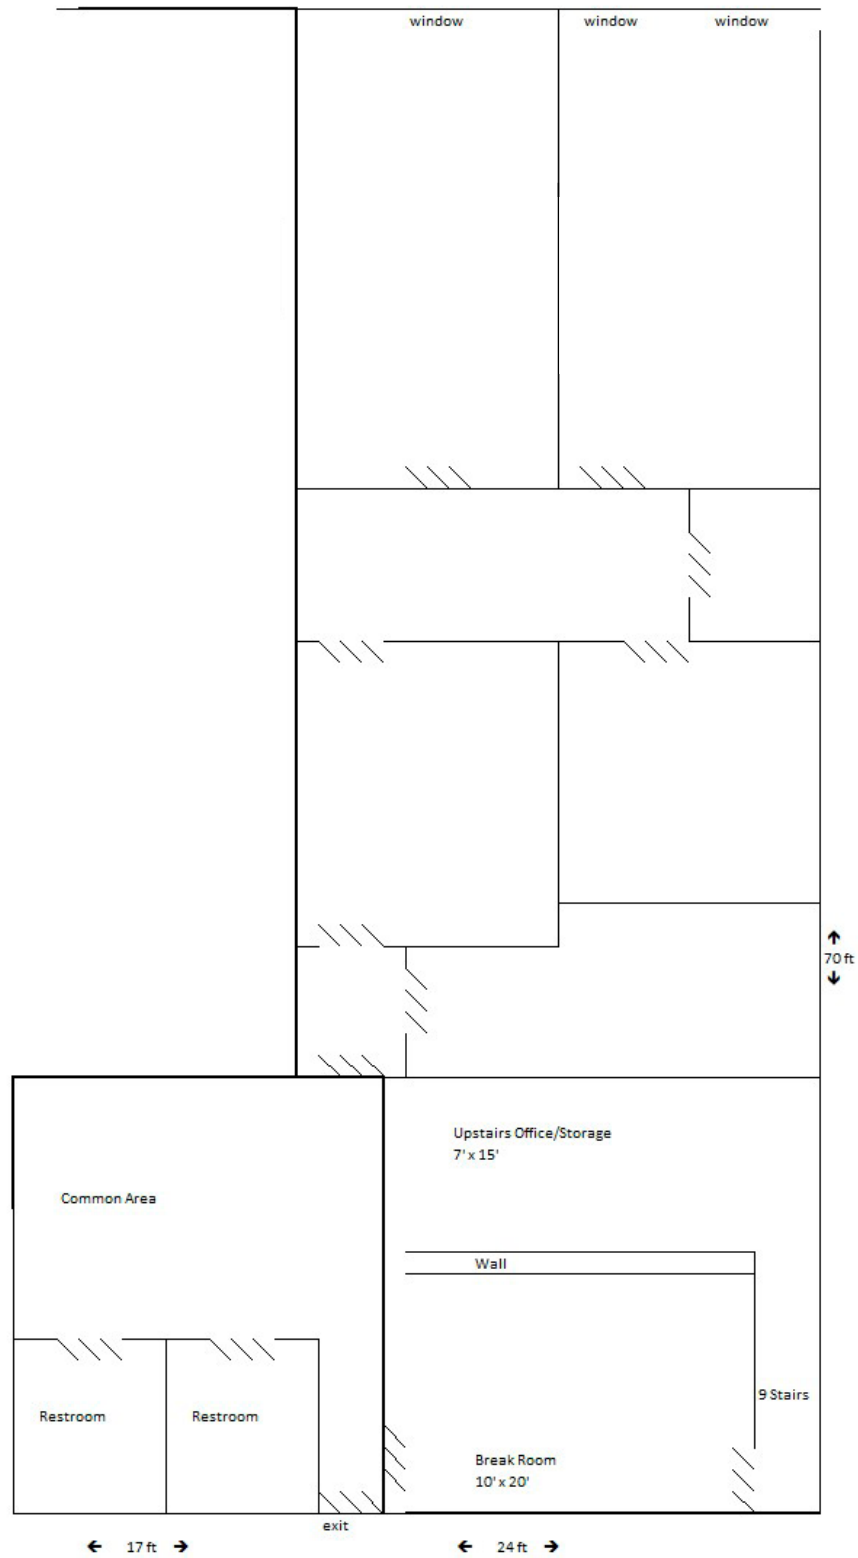 window window window
70 ft
Upstairs Office/Storage
7' x 15'
Common Area
Wall
9 Stairs
Restroom Restroom
Break Room
10' x 20'
exit
17 ft 24 ft